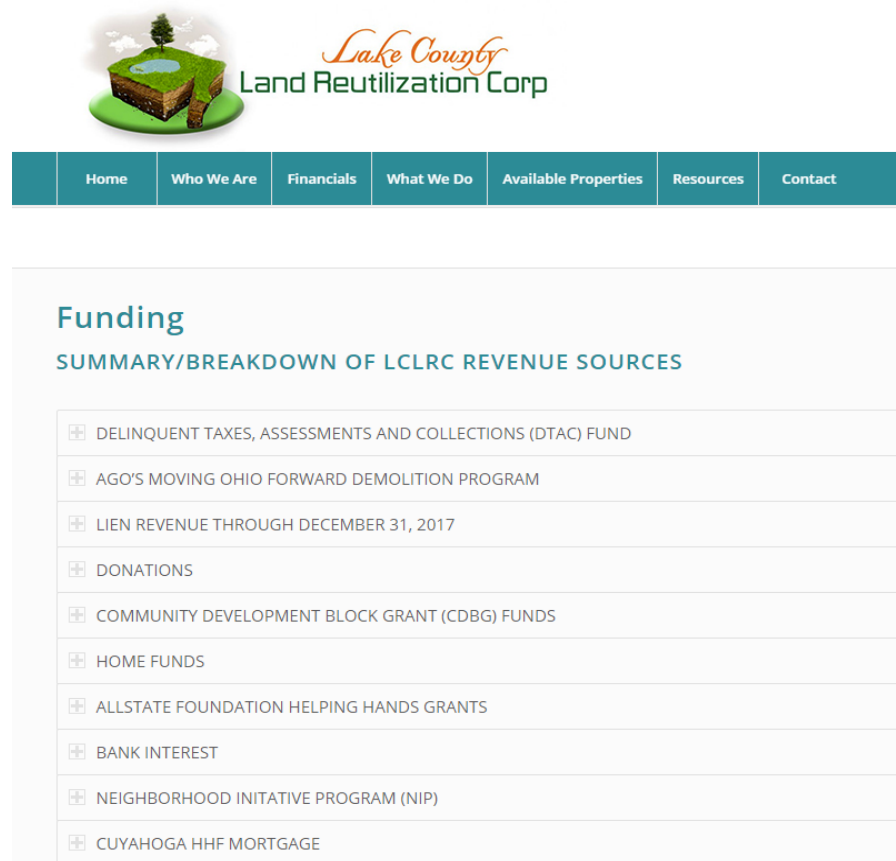 Lake County
Land Reutilization Corp
Home Who We Are Financials What We Do Available Properties Resources Contact
Funding
SUMMARY/BREAKDOWN OF LCLRC REVENUE SOURCES
DELINQUENT TAXES, ASSESSMENTS AND COLLECTIONS (DTAC) FUND
AGO'S MOVING OHIO FORWARD DEMOLITION PROGRAM
LIEN REVENUE THROUGH DECEMBER 31, 2017
DONATIONS
COMMUNITY DEVELOPMENT BLOCK GRANT (CDBG) FUNDS
HOME FUNDS
ALLSTATE FOUNDATION HELPING HANDS GRANTS
BANK INTEREST
NEIGHBORHOOD INITATIVE PROGRAM (NIP)
CUYAHOGA HHF MORTGAGE